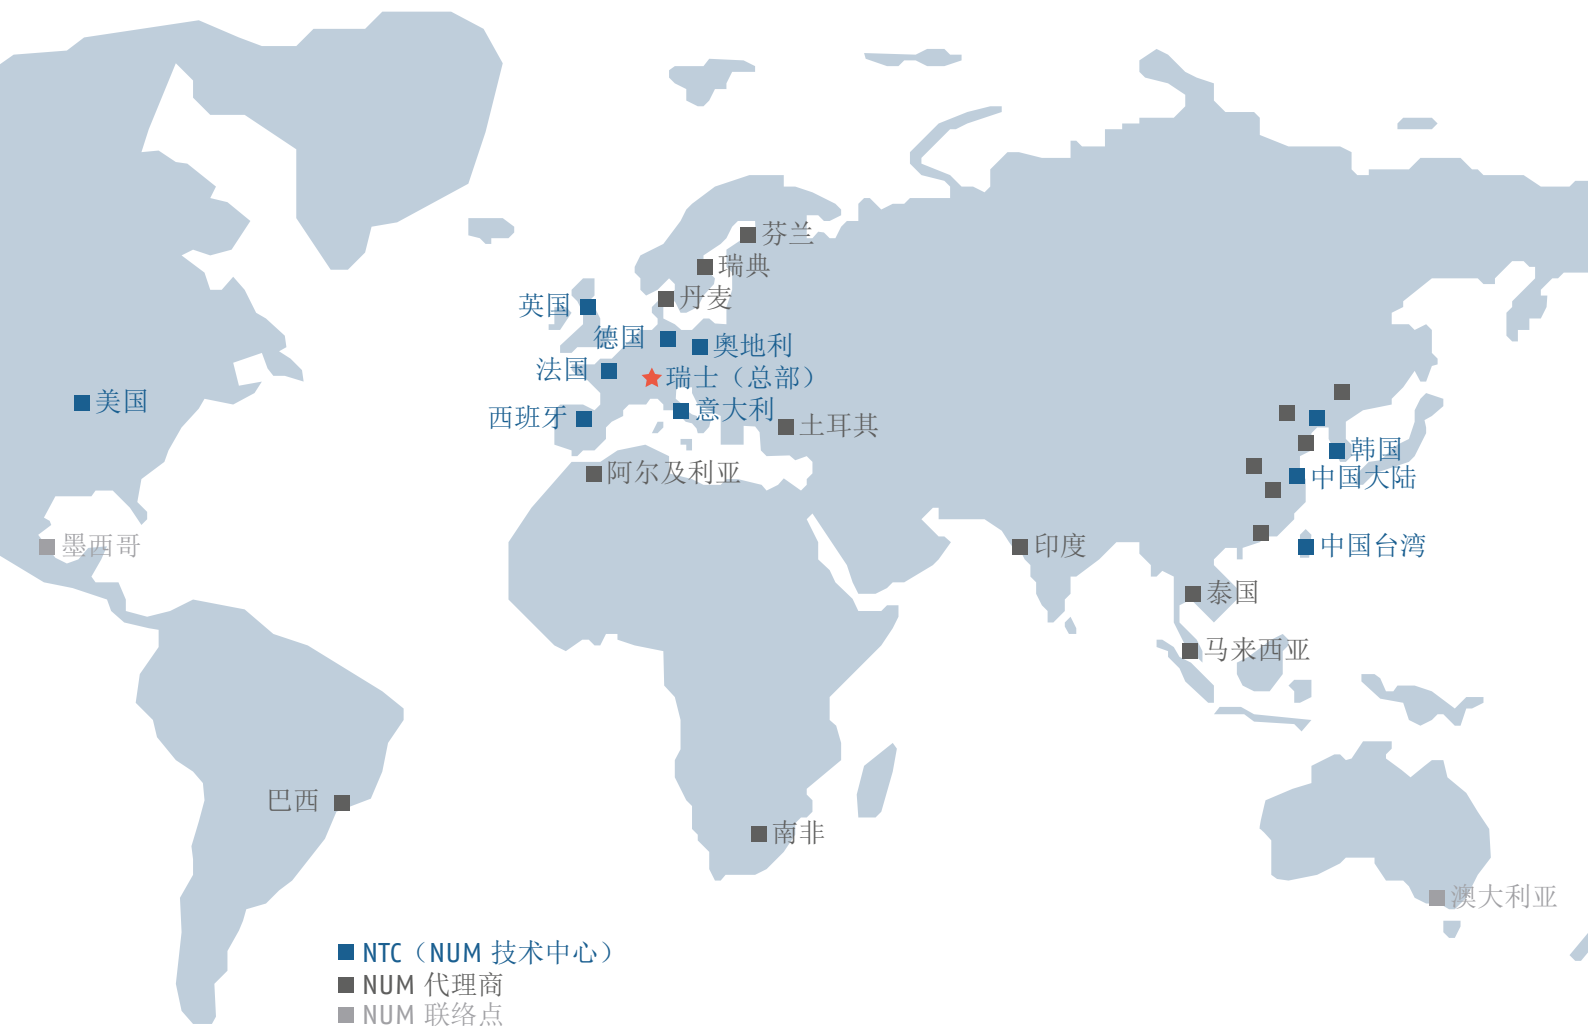 芬兰
瑞典
丹麦
英国
德国
奥地利
法国
瑞士（总部）
美国
西班牙
意大利
土耳其
韩国
阿尔及利亚
中国大陆
墨西哥
印度
中国台湾
泰国
马来西亚
巴西
南非
澳大利亚
NTC（NUM 技术中心）
NUM 代理商
NUM 联络点